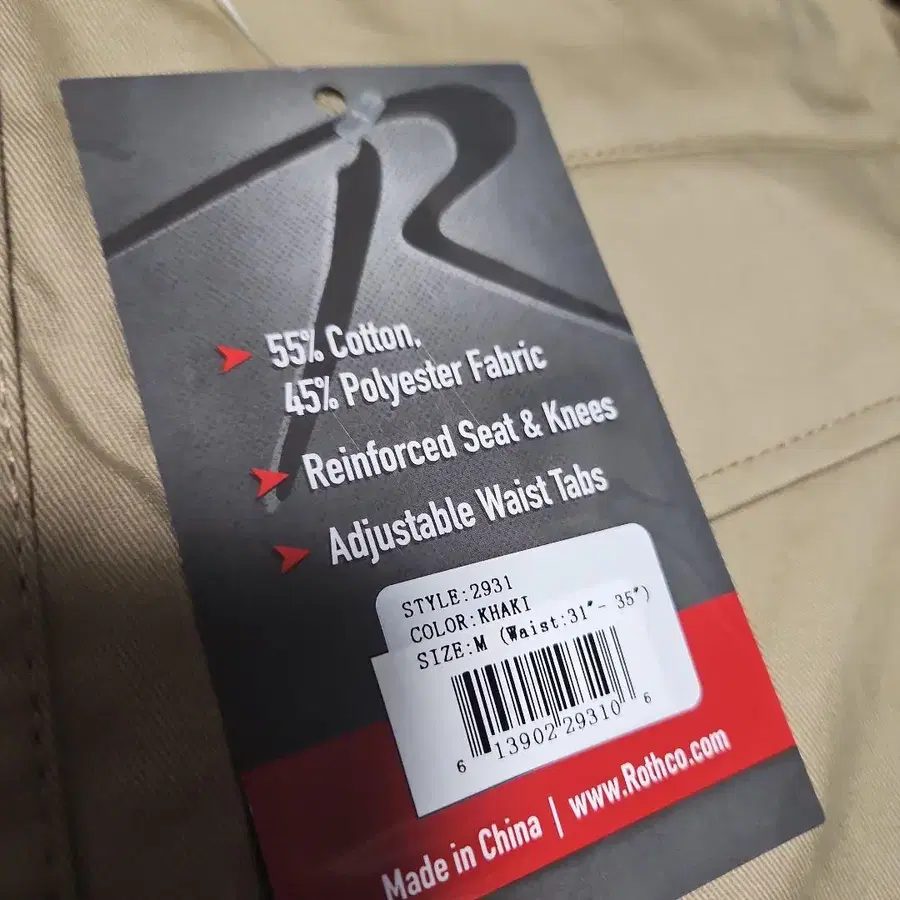 R
55% Cotton,
45% Polyester Fabric
Reinforced Seat & Knees
Adjustable Waist Tabs
STYLE:2931
COLOR:KHAKI
SIZE:M (Waist:31"- 35")
6 13902 29310 6
Made in China | www.Rothco.com